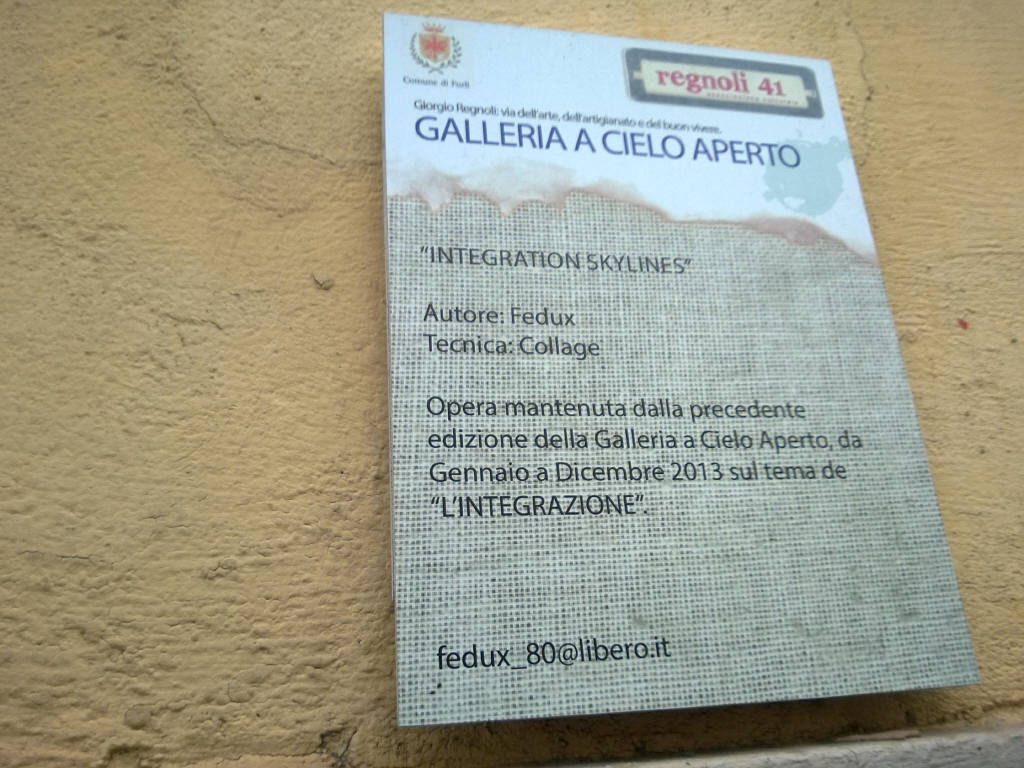 Comune di Forlì
regnoli 41
associazione culturale
Giorgio Regnoli: via dell'arte, dell'artigianato e del buon vivere.
GALLERIA A CIELO APERTO
"INTEGRATION SKYLINES"
Autore: Fedux
Tecnica: Collage
Opera mantenuta dalla precedente
edizione della Galleria a Cielo Aperto, da
Gennaio a Dicembre 2013 sul tema de
"L'INTEGRAZIONE".
fedux_80@libero.it